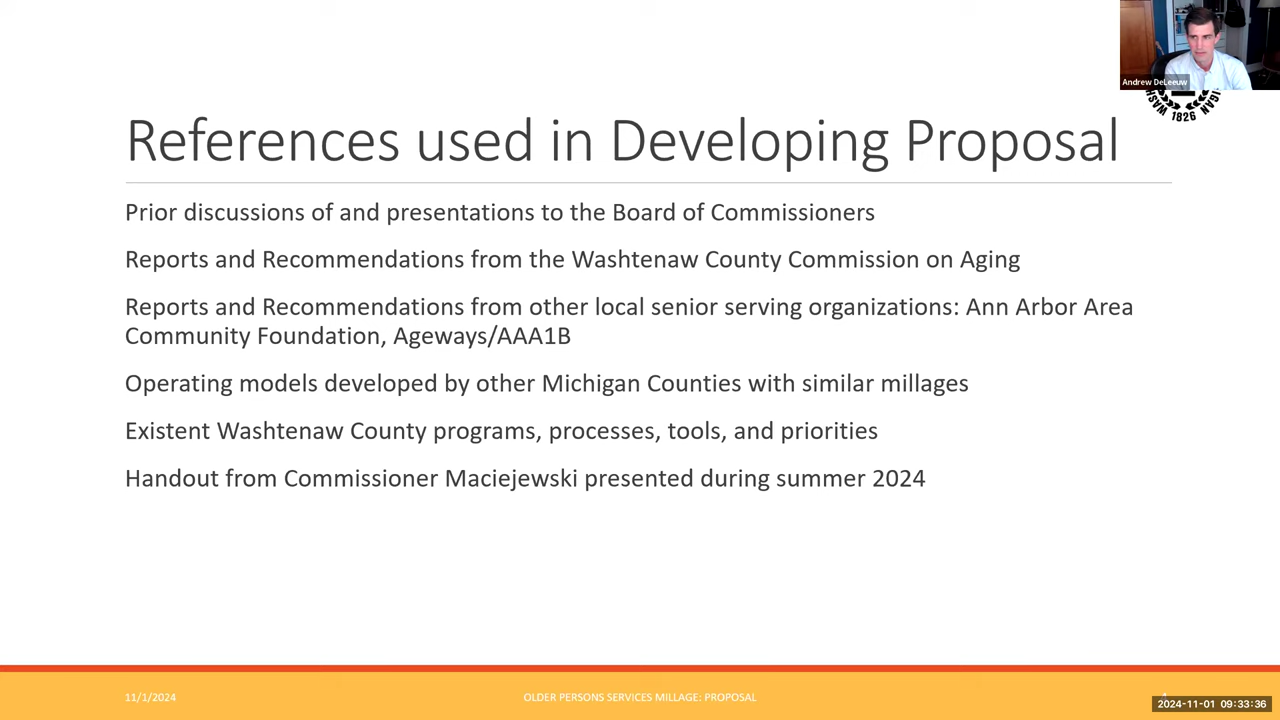 Andrew DeLeeuw
1826
References used in Developing Proposal
Prior discussions of and presentations to the Board of Commissioners
Reports and Recommendations from the Washtenaw County Commission on Aging
Reports and Recommendations from other local senior serving organizations: Ann Arbor Area
Community Foundation, Ageways/AAA1B
Operating models developed by other Michigan Counties with similar millages
Existent Washtenaw County programs, processes, tools, and priorities
Handout from Commissioner Maciejewski presented during summer 2024
11/1/2024
OLDER PERSONS SERVICES MILLAGE: PROPOSAL
2024-11-01 09:33:36